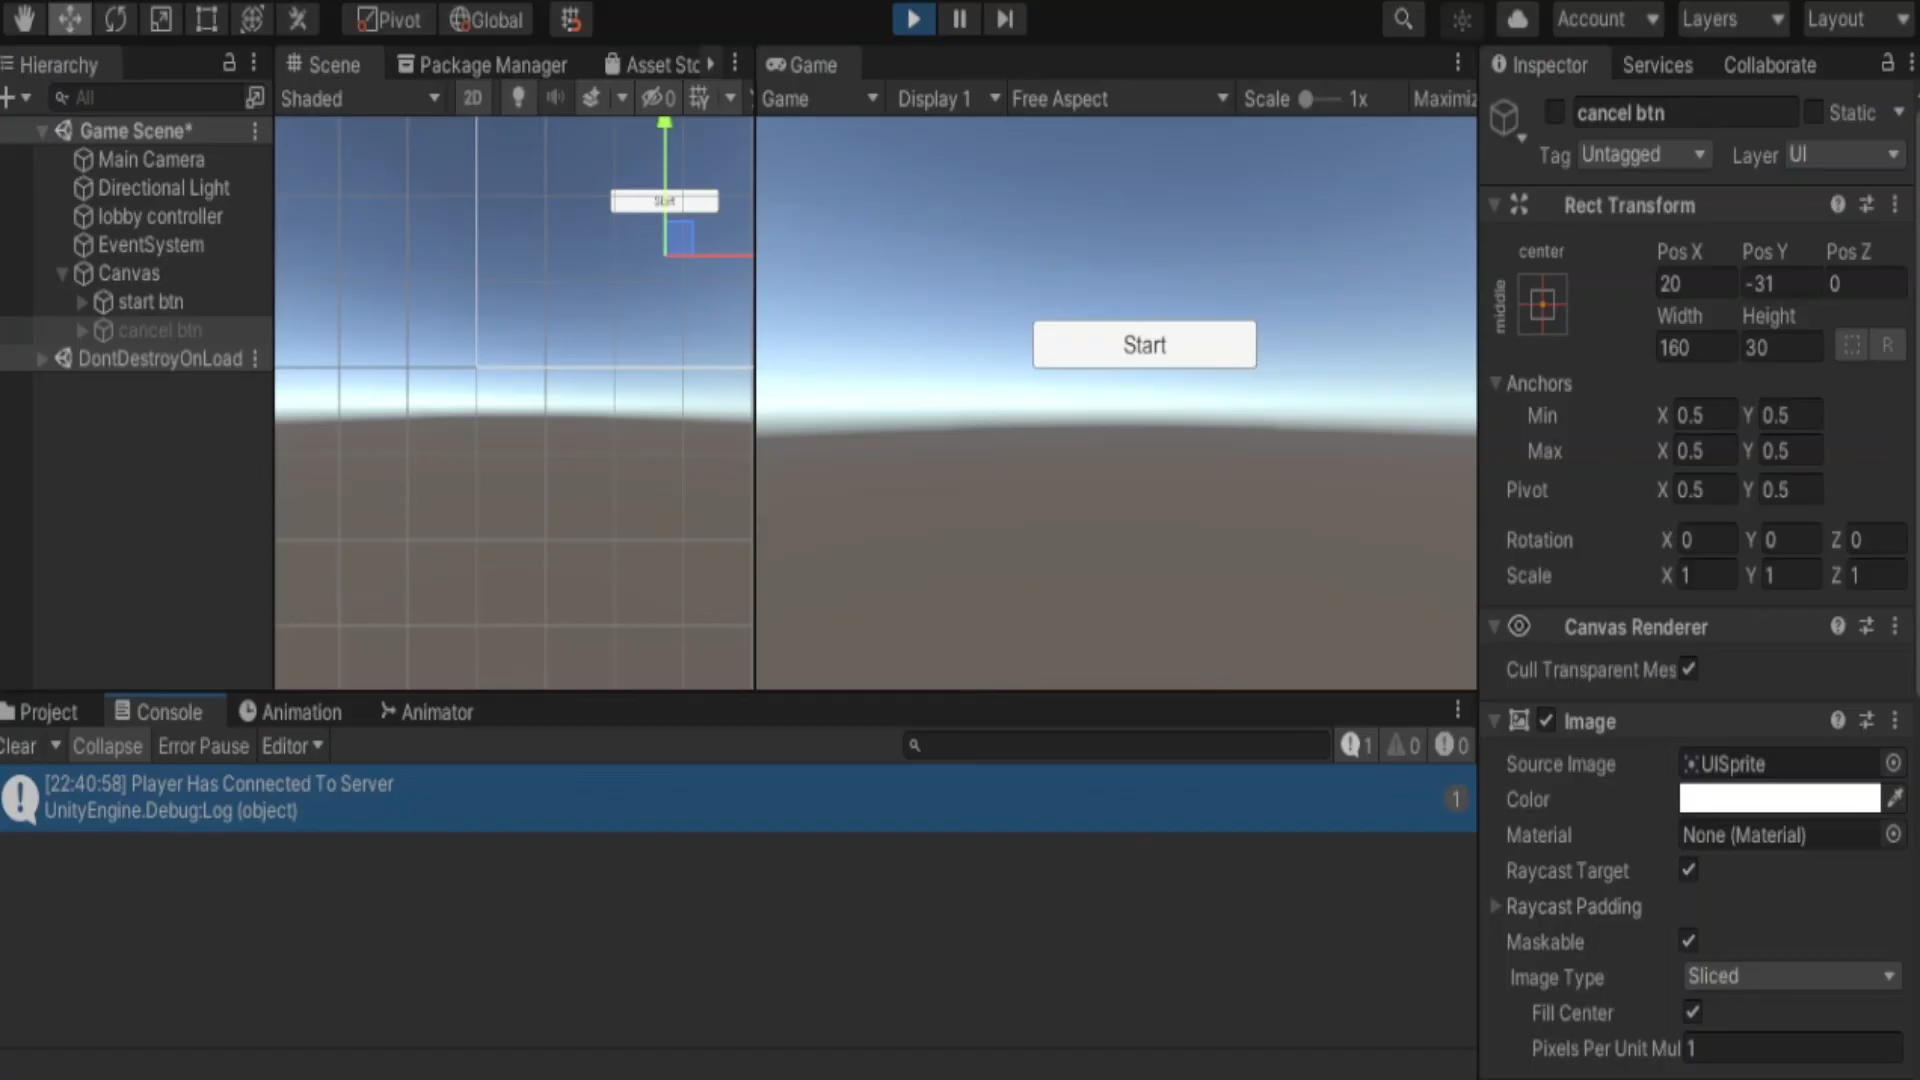 Pivot Global Account Layers Layout
Hierarchy Scene Package Manager Asset Stc Game Inspector Services Collaborate
All Shaded 2D 0 Game Display 1 Free Aspect Scale 1x Maximiz
Game Scene*
Main Camera
Directional Light
lobby controller
EventSystem
Canvas
start btn
cancel btn
DontDestroyOnLoad
Start
Start
cancel btn Static
Tag Untagged Layer UI
Rect Transform
center Pos X Pos Y Pos Z
middle 20 -31 0
Width Height
160 30 R
Anchors
Min X 0.5 Y 0.5
Max X 0.5 Y 0.5
Pivot X 0.5 Y 0.5
Rotation X 0 Y 0 Z 0
Scale X 1 Y 1 Z 1
Canvas Renderer
Cull Transparent Mes
Image
Source Image UISprite
Color
Material None (Material)
Raycast Target
Raycast Padding
Maskable
Image Type Sliced
Fill Center
Pixels Per Unit Mul 1
Project Console Animation Animator
Clear Collapse Error Pause Editor 1 0 0
[22:40:58] Player Has Connected To Server
UnityEngine.Debug:Log (object) 1